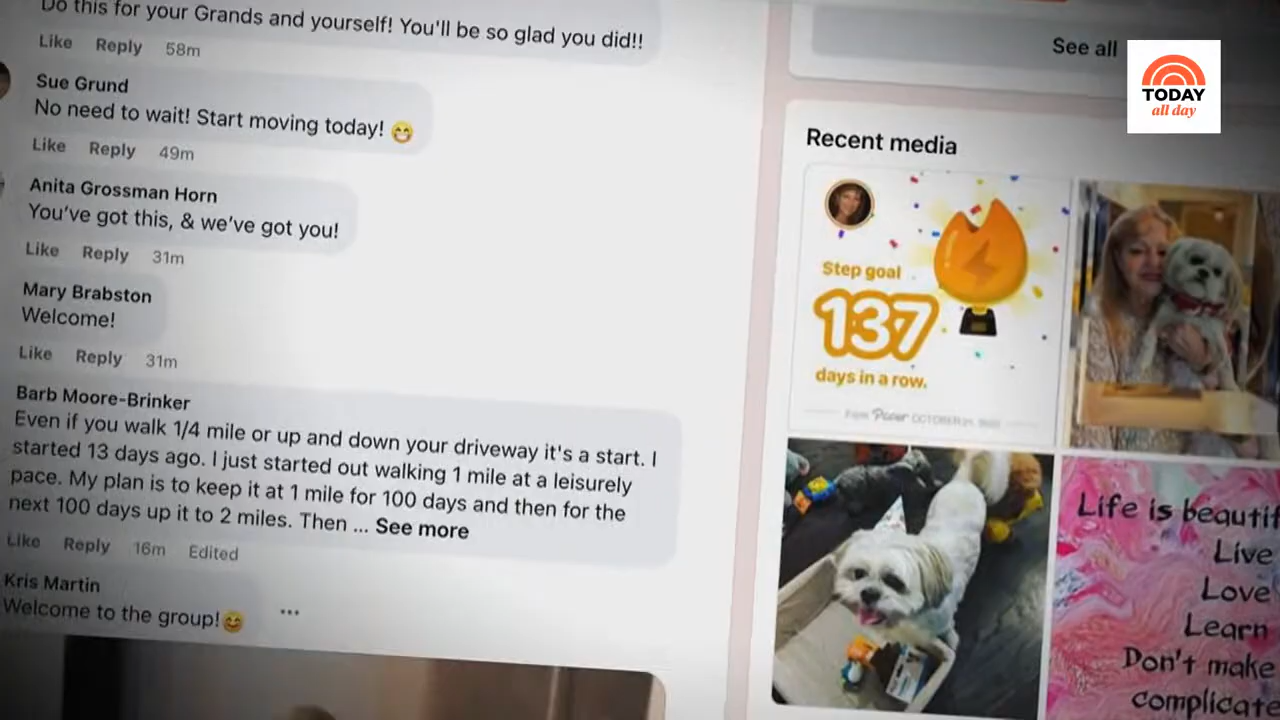 Do this for your Grands and yourself! You'll be so glad you did!!
Like Reply 58m
Sue Grund
No need to wait! Start moving today! 😁
Like Reply 49m
Anita Grossman Horn
You've got this, & we've got you!
Like Reply 31m
Mary Brabston
Welcome!
Like Reply 31m
Barb Moore-Brinker
Even if you walk 1/4 mile or up and down your driveway it's a start. I
started 13 days ago. I just started out walking 1 mile at a leisurely
pace. My plan is to keep it at 1 mile for 100 days and then for the
next 100 days up it to 2 miles. Then ... See more
Like Reply 16m Edited
Kris Martin
Welcome to the group!😊
...
See all
TODAY
all day
Recent media
Step goal
137
days in a row.
From Pacer OCTOBER
Life is beautif
Live
Love
Learn
Don't make
complicate